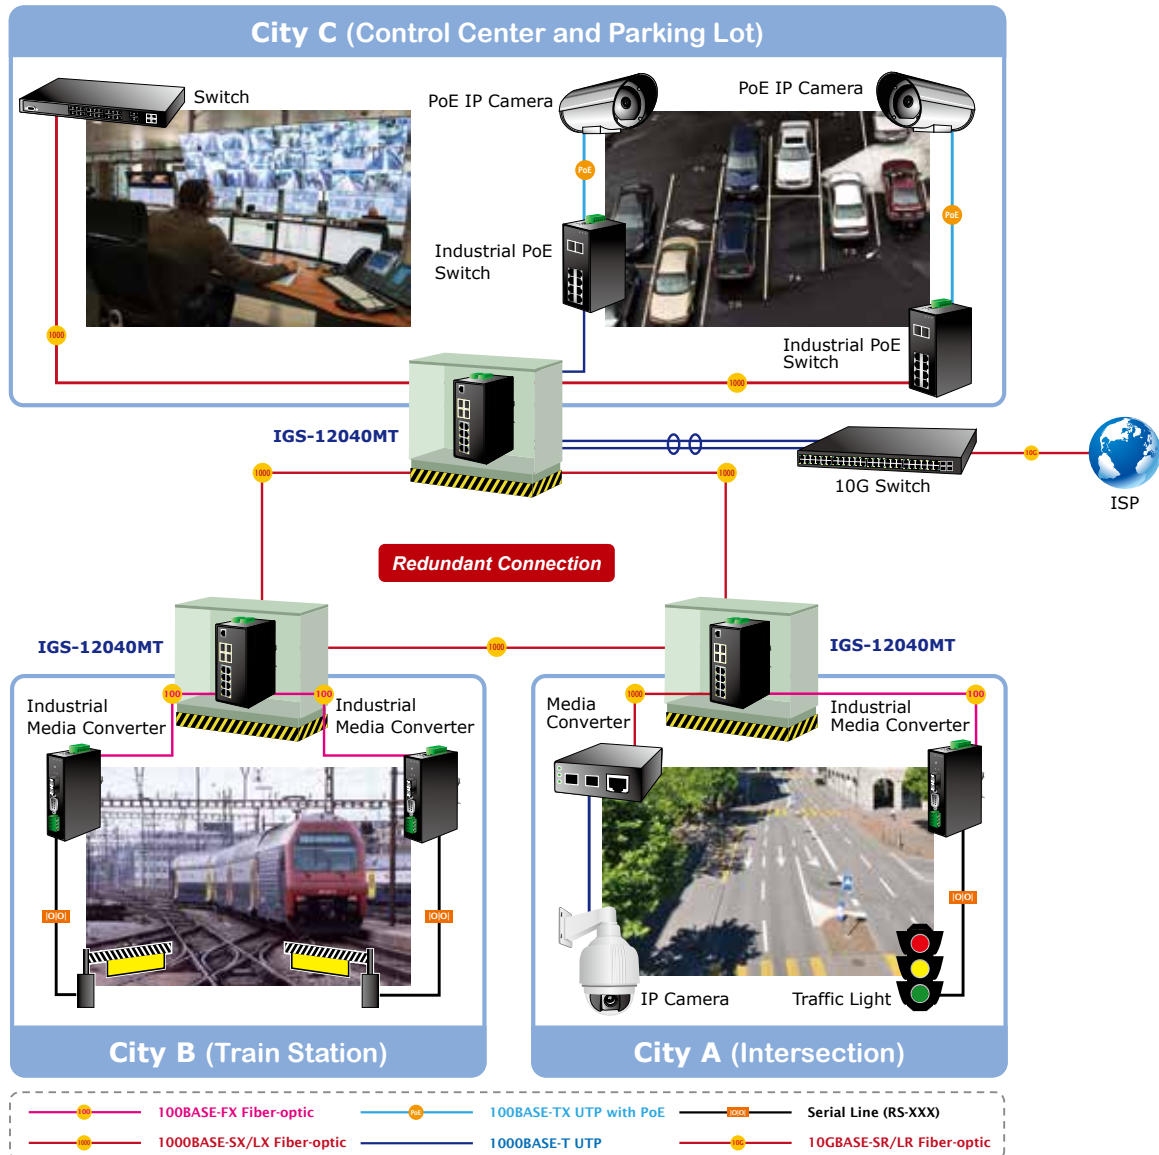 City C (Control Center and Parking Lot)
Switch
PoE IP Camera
PoE IP Camera
PoE
PoE
Industrial PoE
Switch
Industrial PoE
Switch
1000
1000
IGS-12040MT
10G Switch
10G
ISP
1000
1000
Redundant Connection
IGS-12040MT
1000
IGS-12040MT
100
100
Industrial
Media Converter
Industrial
Media Converter
Media
Converter
1000
Industrial
Media Converter
100
|O|O|
|O|O|
|O|O|
IP Camera
Traffic Light
City B (Train Station)
City A (Intersection)
100 100BASE-FX Fiber-optic
PoE 100BASE-TX UTP with PoE
|O|O| Serial Line (RS-XXX)
1000 1000BASE-SX/LX Fiber-optic
1000BASE-T UTP
10G 10GBASE-SR/LR Fiber-optic